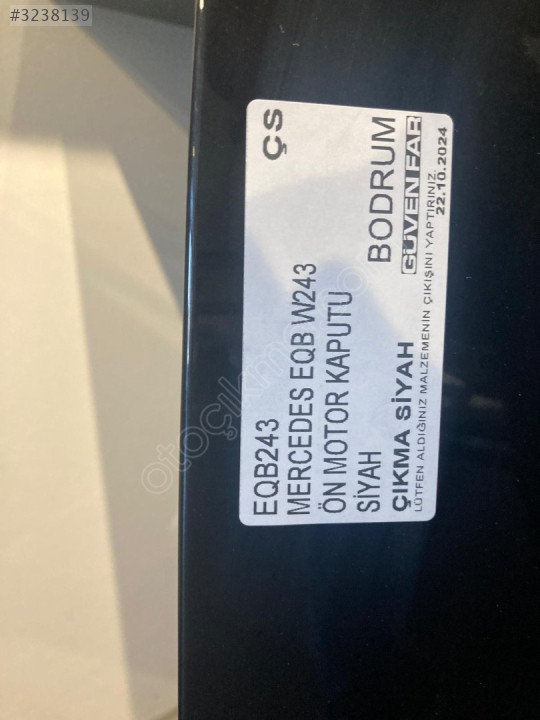 #3238139
EQB243
ÇS
MERCEDES EQB W243
ÖN MOTOR KAPUTU
SİYAH
BODRUM
ÇIKMA SİYAH
GÜVEN FAR
LÜTFEN ALDIĞINIZ MALZEMENİN ÇIKIŞINI YAPTIRINIZ
22.10.2024